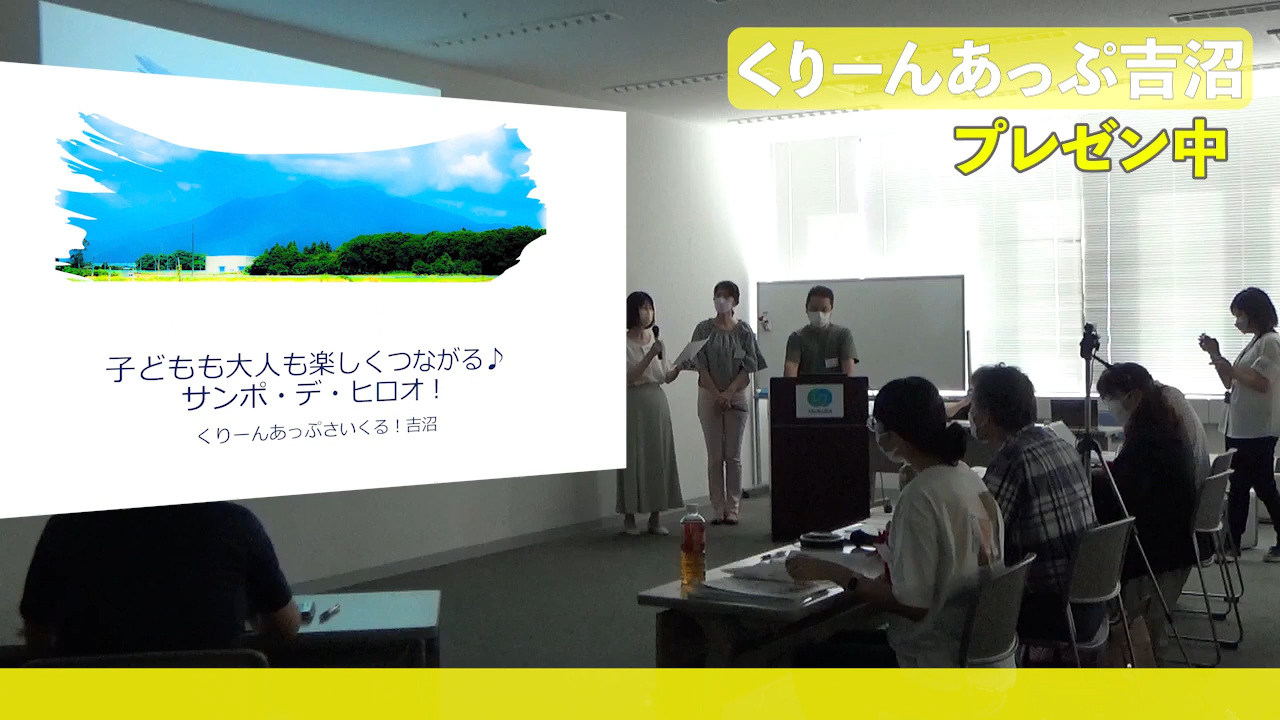 くりーんあっぷ吉沼
プレゼン中
子どもも大人も楽しくつながる♪
サンポ・デ・ヒロオ！
くりーんあっぷさいくる！吉沼